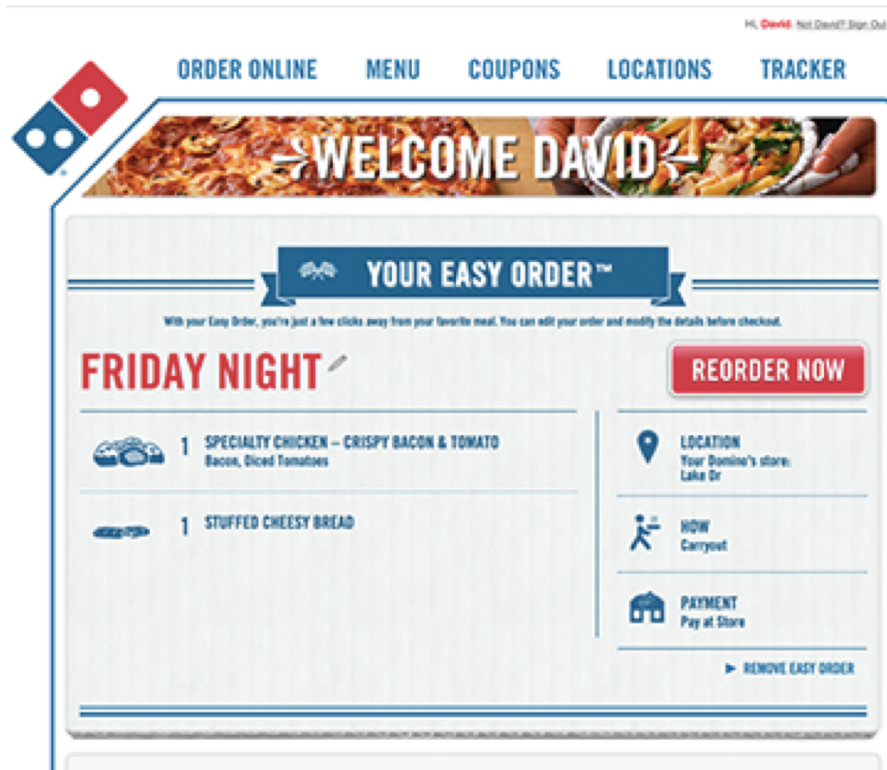 Hi, David. Not David? Sign Out
ORDER ONLINE MENU COUPONS LOCATIONS TRACKER
WELCOME DAVID
YOUR EASY ORDER™
With your Easy Order, you're just a few clicks away from your favorite meal. You can edit your order and modify the details before checkout.
FRIDAY NIGHT
REORDER NOW
1 SPECIALTY CHICKEN – CRISPY BACON & TOMATO
Bacon, Diced Tomatoes
1 STUFFED CHEESY BREAD
LOCATION
Your Domino's store:
Lake Dr
HOW
Carryout
PAYMENT
Pay at Store
► REMOVE EASY ORDER